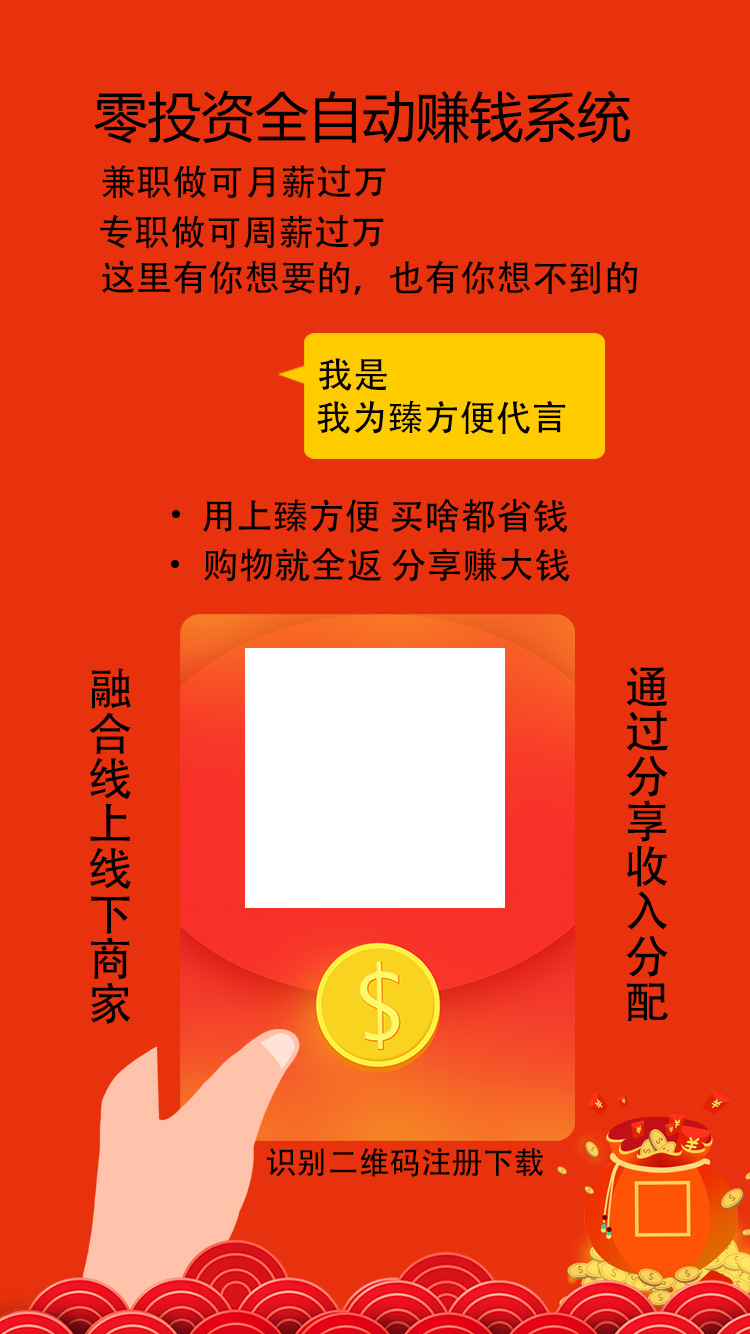 零投资全自动赚钱系统
兼职做可月薪过万
专职做可周薪过万
这里有你想要的，也有你想不到的
我是
我为臻方便代言
• 用上臻方便 买啥都省钱
• 购物就全返 分享赚大钱
融合线上线下商家
通过分享收入分配
$
识别二维码注册下载